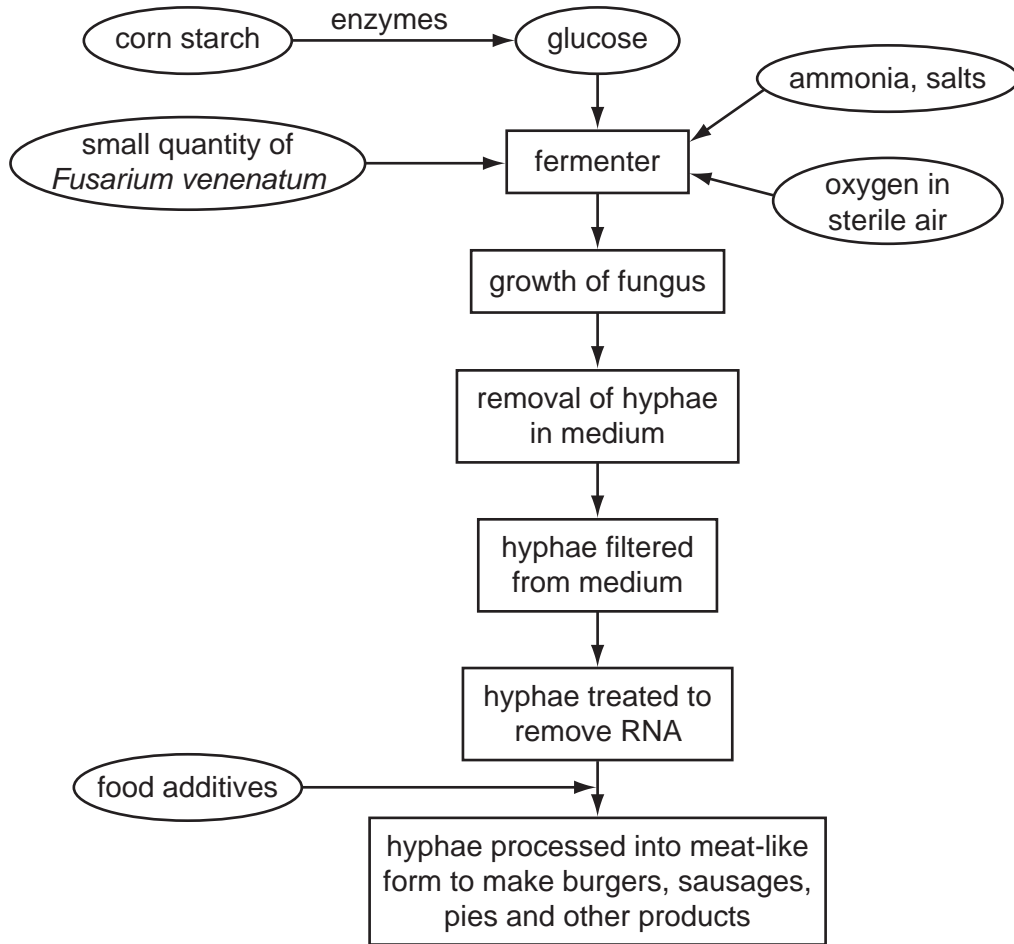 corn starch
enzymes
glucose
ammonia, salts
small quantity of
Fusarium venenatum
fermenter
oxygen in
sterile air
growth of fungus
removal of hyphae
in medium
hyphae filtered
from medium
hyphae treated to
remove RNA
food additives
hyphae processed into meat-like
form to make burgers, sausages,
pies and other products